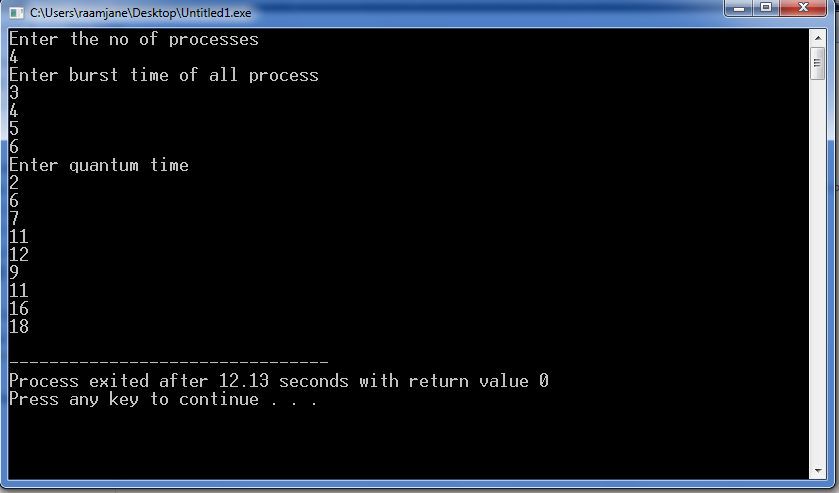 C:\Users\raamjane\Desktop\Untitled1.exe
Enter the no of processes
4
Enter burst time of all process
3
4
5
6
Enter quantum time
2
6
7
11
12
9
11
16
18
--------------------------------
Process exited after 12.13 seconds with return value 0
Press any key to continue . . .